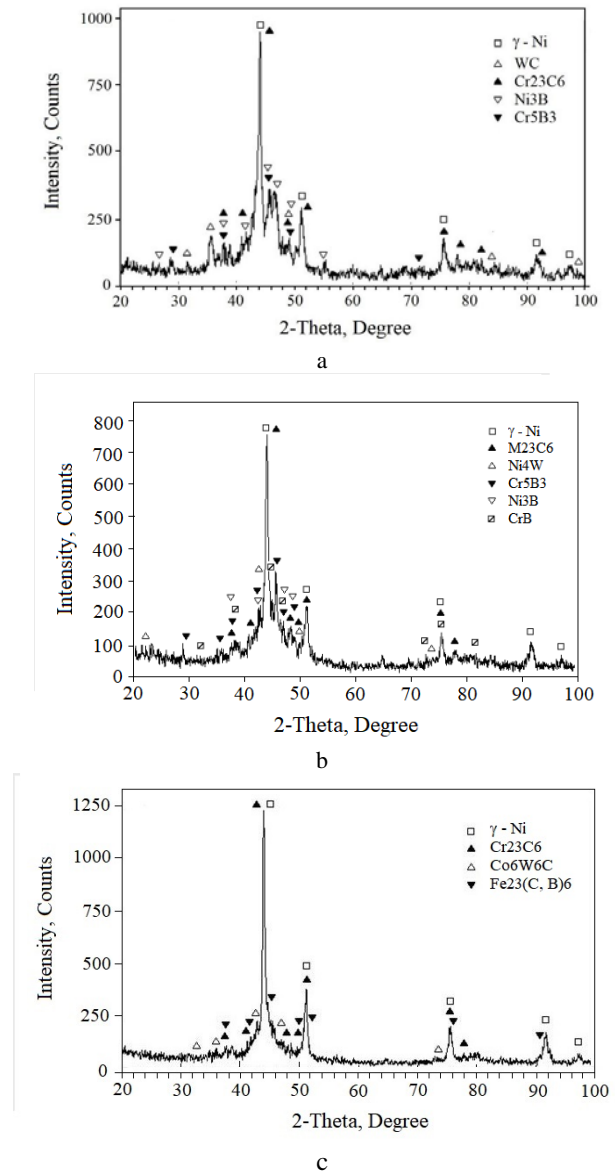 1000
750
500
250
0
Intensity, Counts
□ γ - Ni
△ WC
▲ Cr23C6
▽ Ni3B
▼ Cr5B3
20 30 40 50 60 70 80 90 100
2-Theta, Degree
a
800
700
600
500
400
300
200
100
0
Intensity, Counts
□ γ - Ni
▲ M23C6
△ Ni4W
▼ Cr5B3
▽ Ni3B
⍁ CrB
20 30 40 50 60 70 80 90 100
2-Theta, Degree
b
1250
1000
750
500
250
0
Intensity, Counts
□ γ - Ni
▲ Cr23C6
△ Co6W6C
▼ Fe23(C, B)6
20 30 40 50 60 70 80 90 100
2-Theta, Degree
c